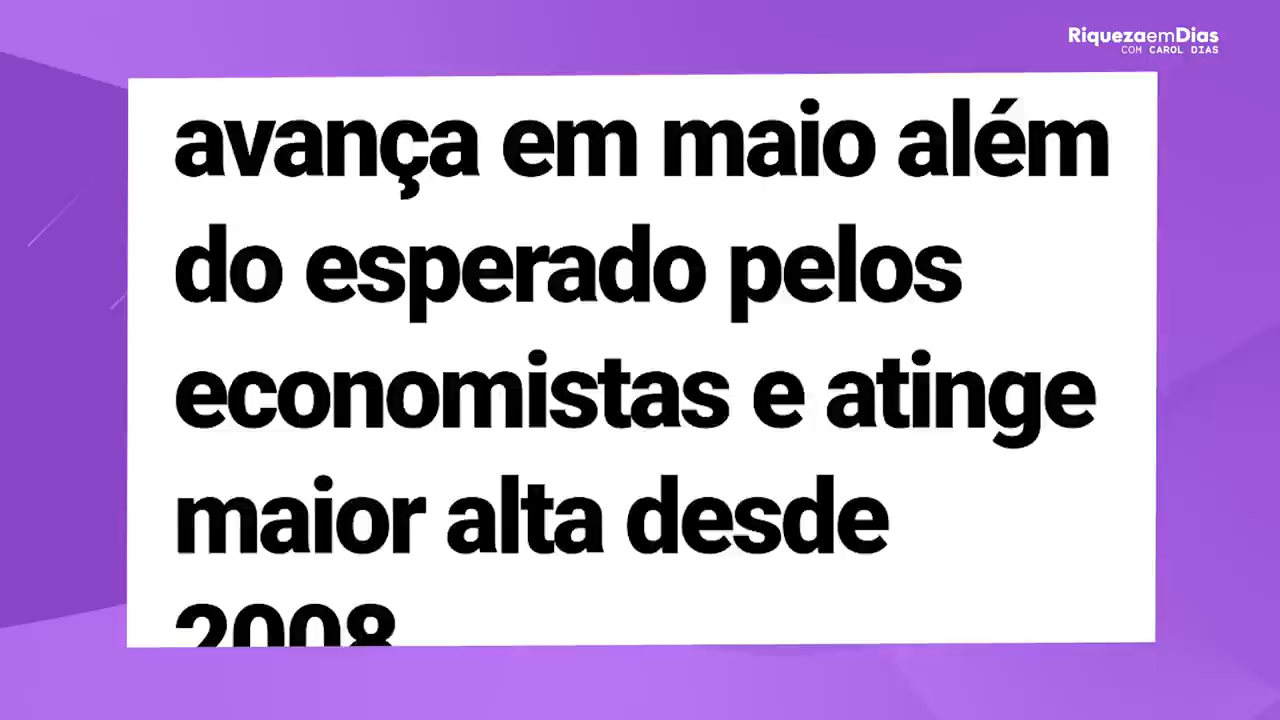 RiquezaemDias
COM CAROL DIAS
avança em maio além
do esperado pelos
economistas e atinge
maior alta desde
2008